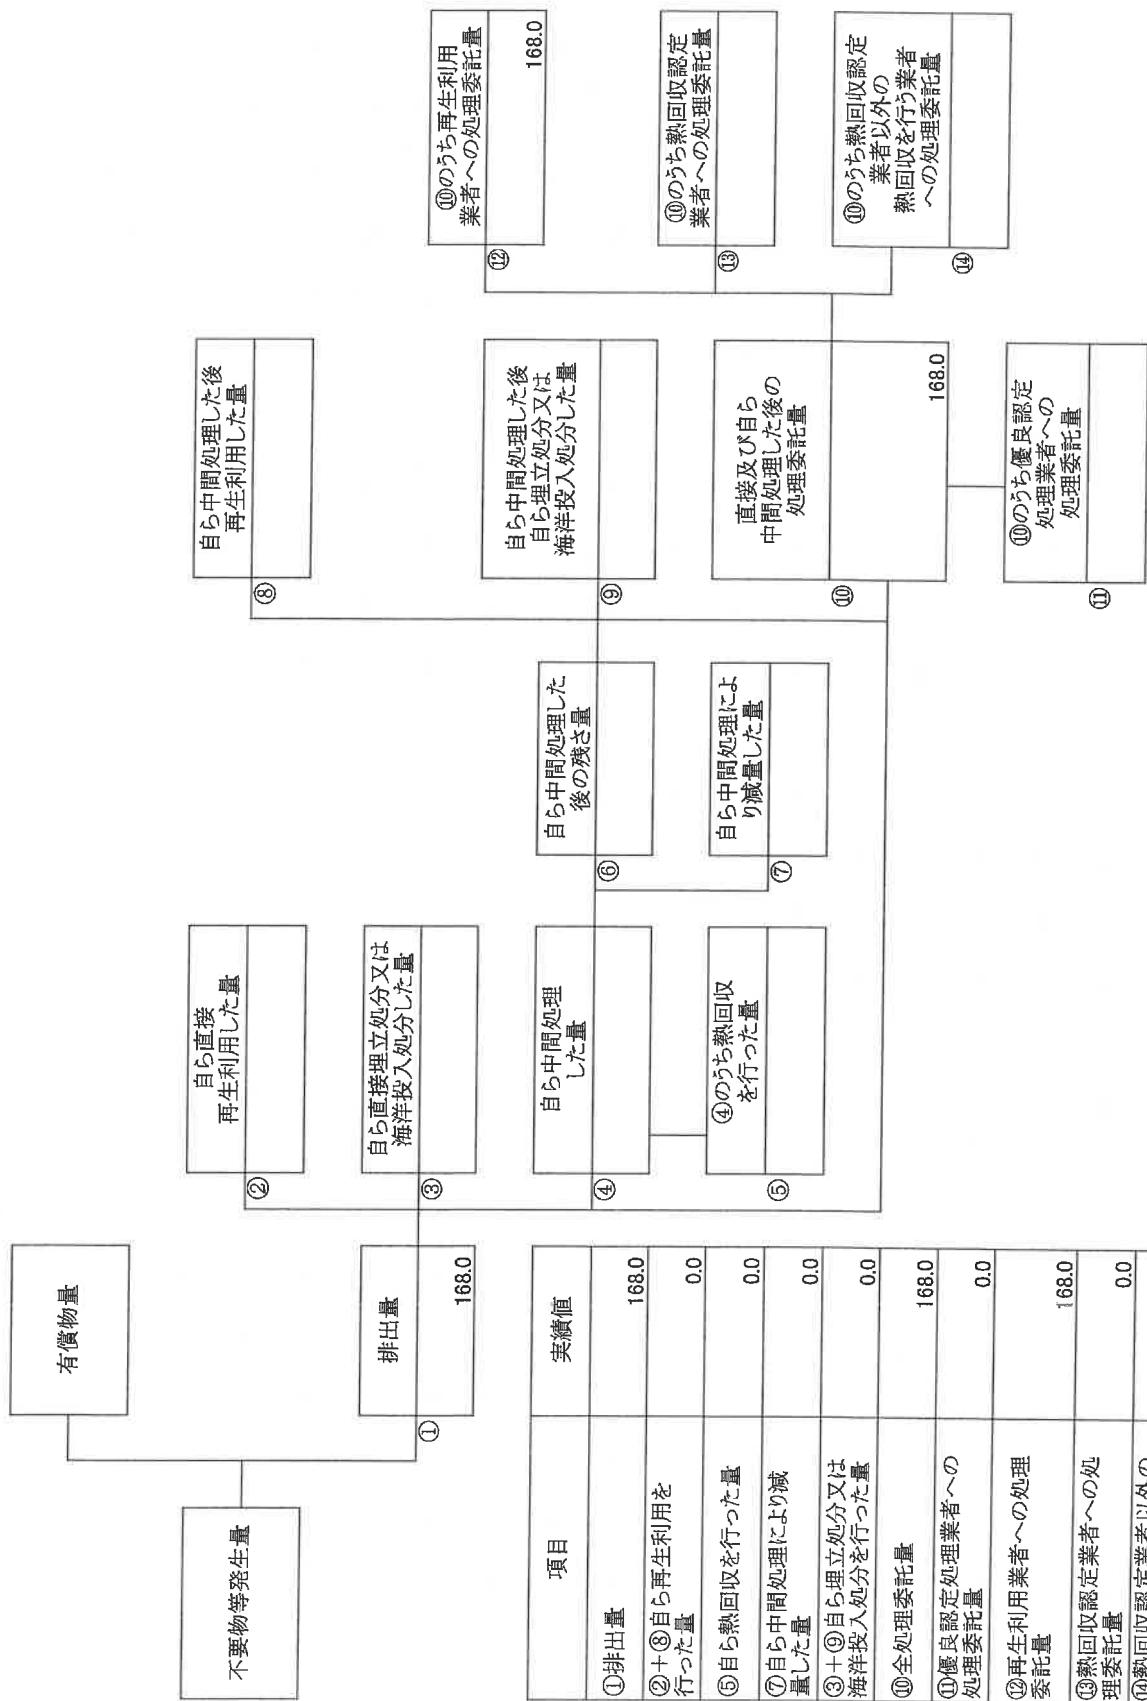 不要物等発生量
有償物量
排出量
①
168.0
②
自ら直接
再生利用した量
③
自ら直接埋立処分又は
海洋投入処分した量
④
自ら中間処理
した量
⑤
④のうち熱回収
を行った量
⑥
自ら中間処理した
後の残さ量
⑦
自ら中間処理によ
り減量した量
⑧
自ら中間処理した後
再生利用した量
⑨
自ら中間処理した後
自ら埋立処分又は
海洋投入処分した量
⑩
直接及び自ら
中間処理した後の
処理委託量
168.0
⑪
⑩のうち優良認定
処理業者への
処理委託量
⑫
⑩のうち再生利用
業者への処理委託量
168.0
⑬
⑩のうち熱回収認定
業者への処理委託量
⑭
⑩のうち熱回収認定
業者以外の
熱回収を行う業者
への処理委託量
項目 実績値
①排出量 168.0
②+⑧自ら再生利用を
行った量 0.0
⑤自ら熱回収を行った量 0.0
⑦自ら中間処理により減
量した量 0.0
③+⑨自ら埋立処分又は
海洋投入処分を行った量 0.0
⑩全処理委託量 168.0
⑪優良認定処理業者への
処理委託量 0.0
⑫再生利用業者への処理
委託量 168.0
⑬熱回収認定業者への処
理委託量 0.0
⑭熱回収認定業者以外の